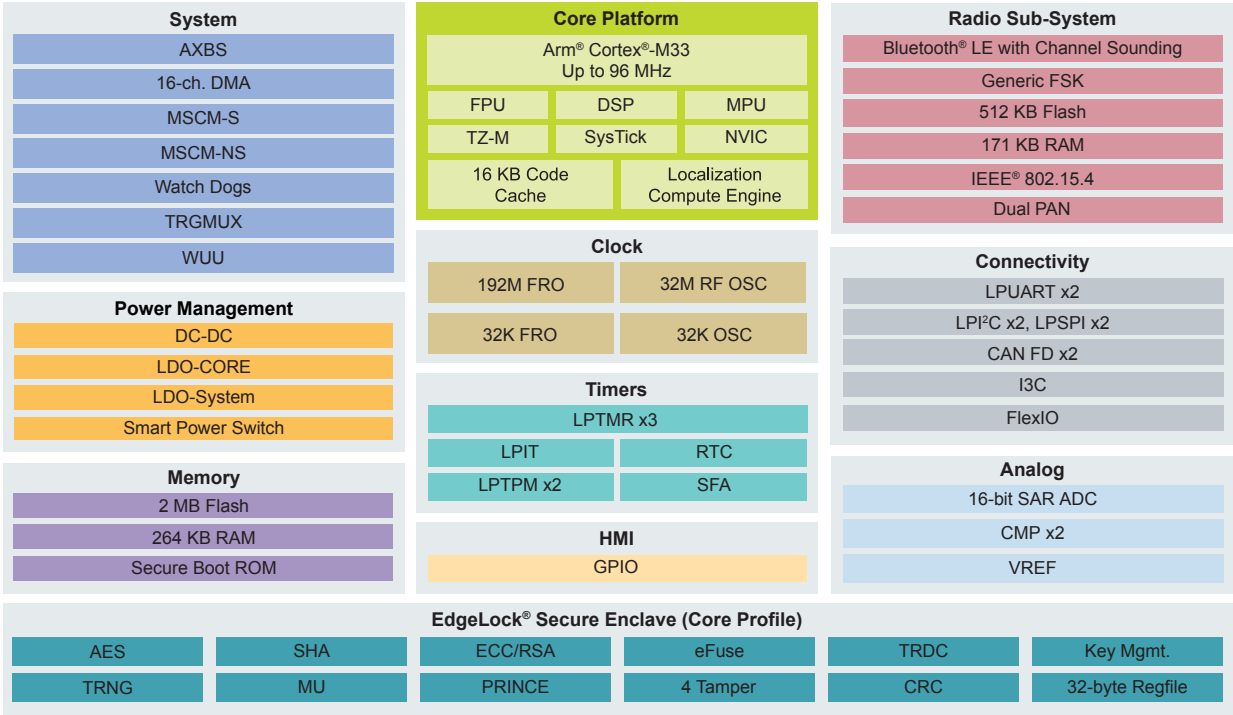 System
AXBS
16-ch. DMA
MSCM-S
MSCM-NS
Watch Dogs
TRGMUX
WUU
Power Management
DC-DC
LDO-CORE
LDO-System
Smart Power Switch
Memory
2 MB Flash
264 KB RAM
Secure Boot ROM
Core Platform
Arm® Cortex®-M33
Up to 96 MHz
FPU DSP MPU
TZ-M SysTick NVIC
16 KB Code
Cache
Localization
Compute Engine
Clock
192M FRO 32M RF OSC
32K FRO 32K OSC
Timers
LPTMR x3
LPIT RTC
LPTPM x2 SFA
HMI
GPIO
Radio Sub-System
Bluetooth® LE with Channel Sounding
Generic FSK
512 KB Flash
171 KB RAM
IEEE® 802.15.4
Dual PAN
Connectivity
LPUART x2
LPI²C x2, LPSPI x2
CAN FD x2
I3C
FlexIO
Analog
16-bit SAR ADC
CMP x2
VREF
EdgeLock® Secure Enclave (Core Profile)
AES SHA ECC/RSA eFuse TRDC Key Mgmt.
TRNG MU PRINCE 4 Tamper CRC 32-byte Regfile